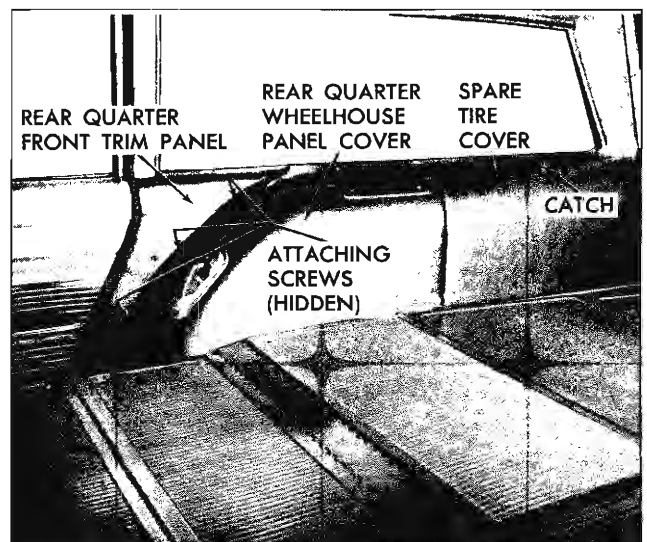 REAR QUARTER
FRONT TRIM PANEL
REAR QUARTER
WHEELHOUSE
PANEL COVER
SPARE
TIRE
COVER
CATCH
ATTACHING
SCREWS
(HIDDEN)